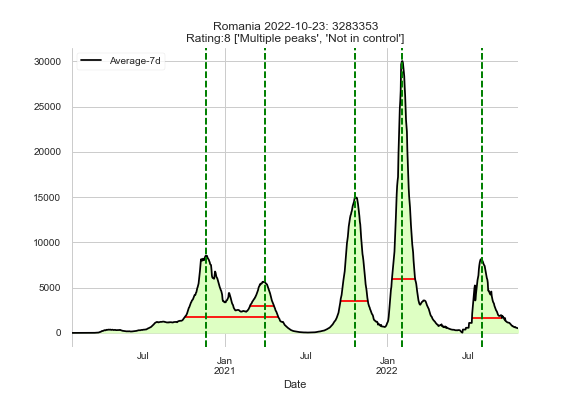 Romania 2022-10-23: 3283353
Rating:8 ['Multiple peaks', 'Not in control']
Average-7d
30000
25000
20000
15000
10000
5000
0
Jul
Jan
2021
Jul
Jan
2022
Jul
Date